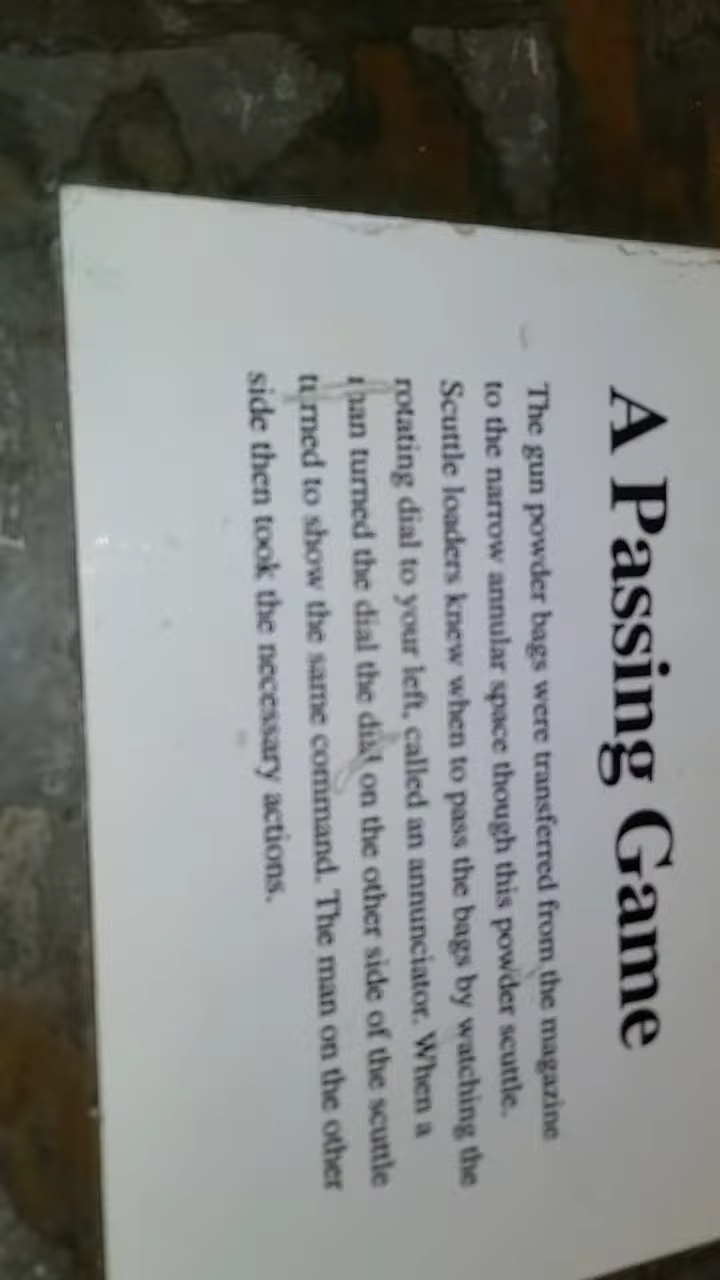 A Passing Game
The gun powder bags were transferred from the magazine
to the narrow annular space though this powder scuttle.
Scuttle loaders knew when to pass the bags by watching the
rotating dial to your left, called an annunciator. When a
man turned the dial the dial on the other side of the scuttle
turned to show the same command. The man on the other
side then took the necessary actions.